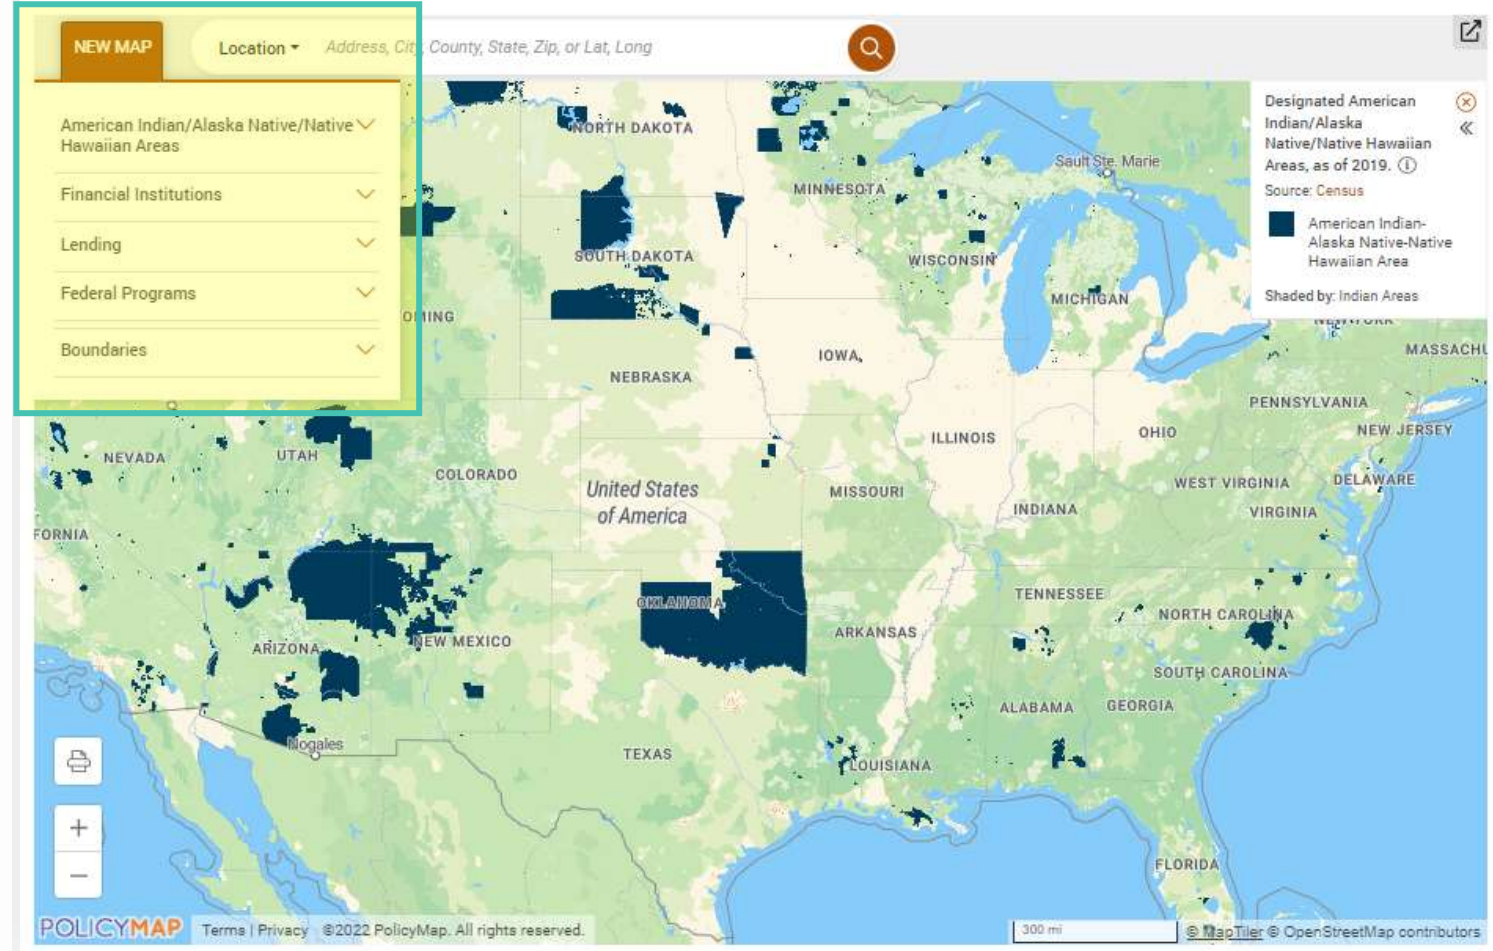 NEW MAP
Location
Address, City, County, State, Zip, or Lat, Long
American Indian/Alaska Native/Native
Hawaiian Areas
Financial Institutions
Lending
Federal Programs
Boundaries
Designated American
Indian/Alaska
Native/Native Hawaiian
Areas, as of 2019.
Source: Census
American Indian-
Alaska Native-Native
Hawaiian Area
Shaded by: Indian Areas
NORTH DAKOTA
MINNESOTA
Sault Ste. Marie
SOUTH DAKOTA
WISCONSIN
MICHIGAN
OMING
NEW YORK
IOWA
MASSACHU
NEBRASKA
PENNSYLVANIA
NEVADA
UTAH
COLORADO
ILLINOIS
OHIO
NEW JERSEY
United States
of America
MISSOURI
INDIANA
WEST VIRGINIA
DELAWARE
VIRGINIA
FORNIA
OKLAHOMA
TENNESSEE
NORTH CAROLINA
ARIZONA
NEW MEXICO
ARKANSAS
SOUTH CAROLINA
ALABAMA
GEORGIA
Nogales
TEXAS
LOUISIANA
FLORIDA
POLICYMAP
Terms | Privacy ©2022 PolicyMap. All rights reserved.
300 mi
© MapTiler © OpenStreetMap contributors